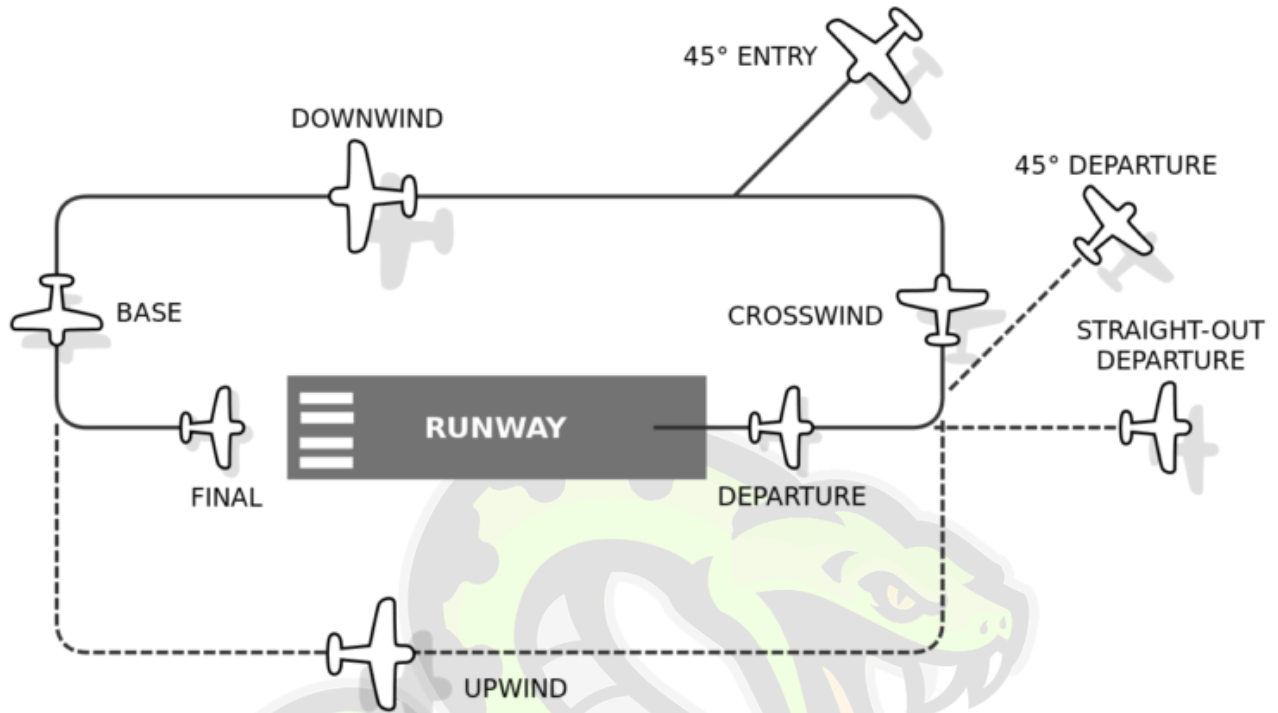 45° ENTRY
DOWNWIND
45° DEPARTURE
BASE
CROSSWIND
STRAIGHT-OUT
DEPARTURE
RUNWAY
FINAL
DEPARTURE
UPWIND